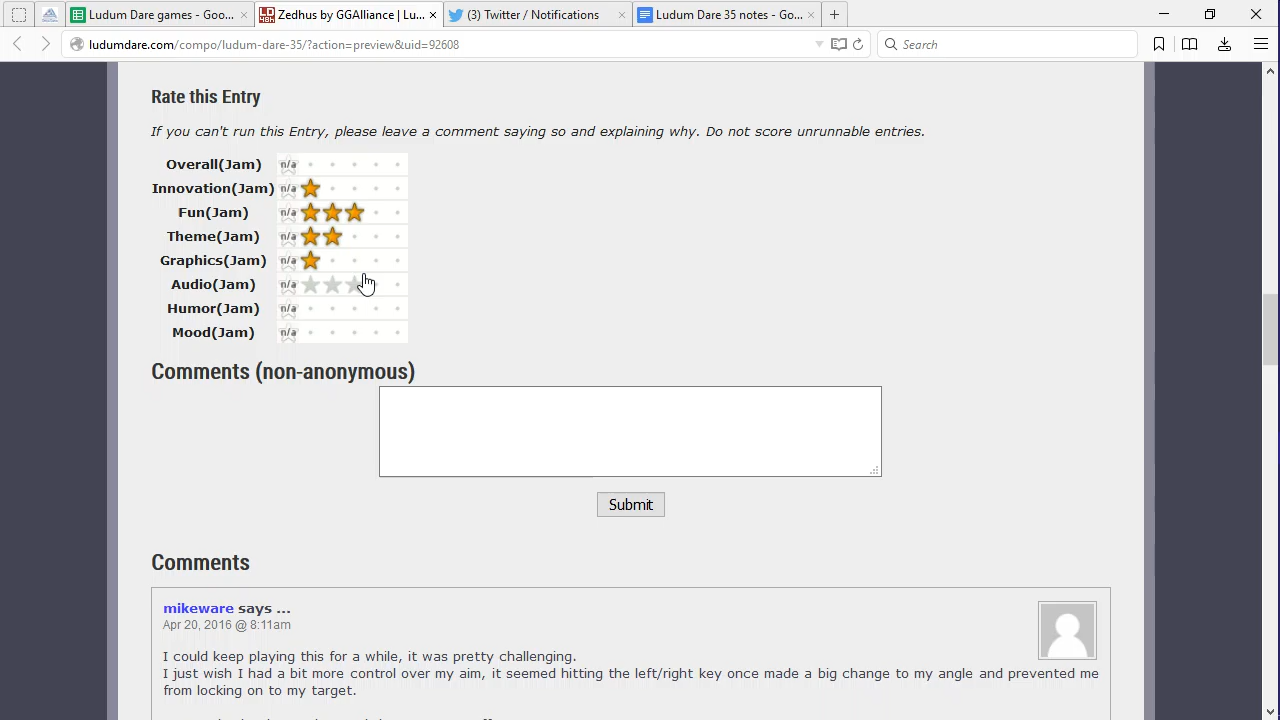 Ludum Dare games - Goo...
Zedhus by GGAlliance | Lu...
(3) Twitter / Notifications
Ludum Dare 35 notes - Go...
ludumdare.com/compo/ludum-dare-35/?action=preview&uid=92608
Search
Rate this Entry
If you can't run this Entry, please leave a comment saying so and explaining why. Do not score unrunnable entries.
Overall(Jam) n/a
Innovation(Jam) n/a
Fun(Jam) n/a
Theme(Jam) n/a
Graphics(Jam) n/a
Audio(Jam) n/a
Humor(Jam) n/a
Mood(Jam) n/a
Comments (non-anonymous)
Submit
Comments
mikeware says ...
Apr 20, 2016 @ 8:11am
I could keep playing this for a while, it was pretty challenging.
I just wish I had a bit more control over my aim, it seemed hitting the left/right key once made a big change to my angle and prevented me
from locking on to my target.